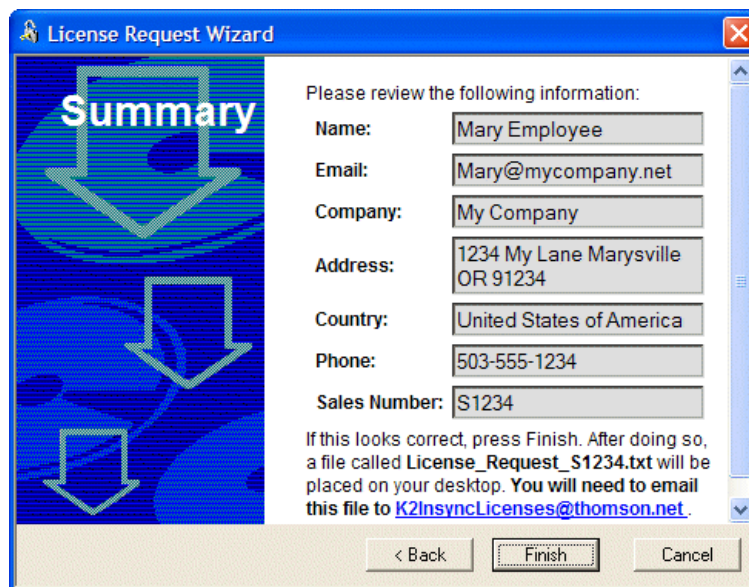 License Request Wizard
Summary
Please review the following information:
Name: Mary Employee
Email: Mary@mycompany.net
Company: My Company
Address: 1234 My Lane Marysville
OR 91234
Country: United States of America
Phone: 503-555-1234
Sales Number: S1234
If this looks correct, press Finish. After doing so,
a file called License_Request_S1234.txt will be
placed on your desktop. You will need to email
this file to K2InsyncLicenses@thomson.net .
< Back Finish Cancel